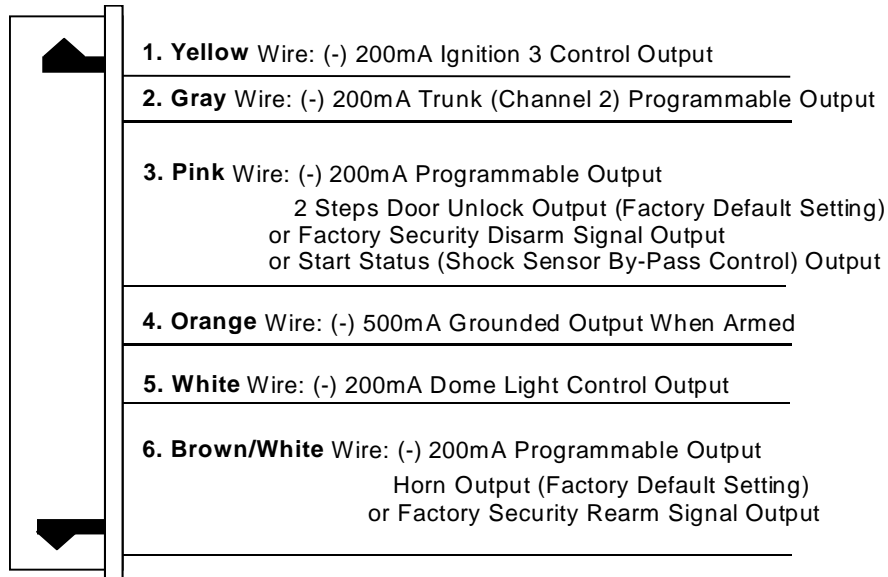 1. Yellow Wire: (-) 200mA Ignition 3 Control Output
2. Gray Wire: (-) 200mA Trunk (Channel 2) Programmable Output
3. Pink Wire: (-) 200mA Programmable Output
2 Steps Door Unlock Output (Factory Default Setting)
or Factory Security Disarm Signal Output
or Start Status (Shock Sensor By-Pass Control) Output
4. Orange Wire: (-) 500mA Grounded Output When Armed
5. White Wire: (-) 200mA Dome Light Control Output
6. Brown/White Wire: (-) 200mA Programmable Output
Horn Output (Factory Default Setting)
or Factory Security Rearm Signal Output